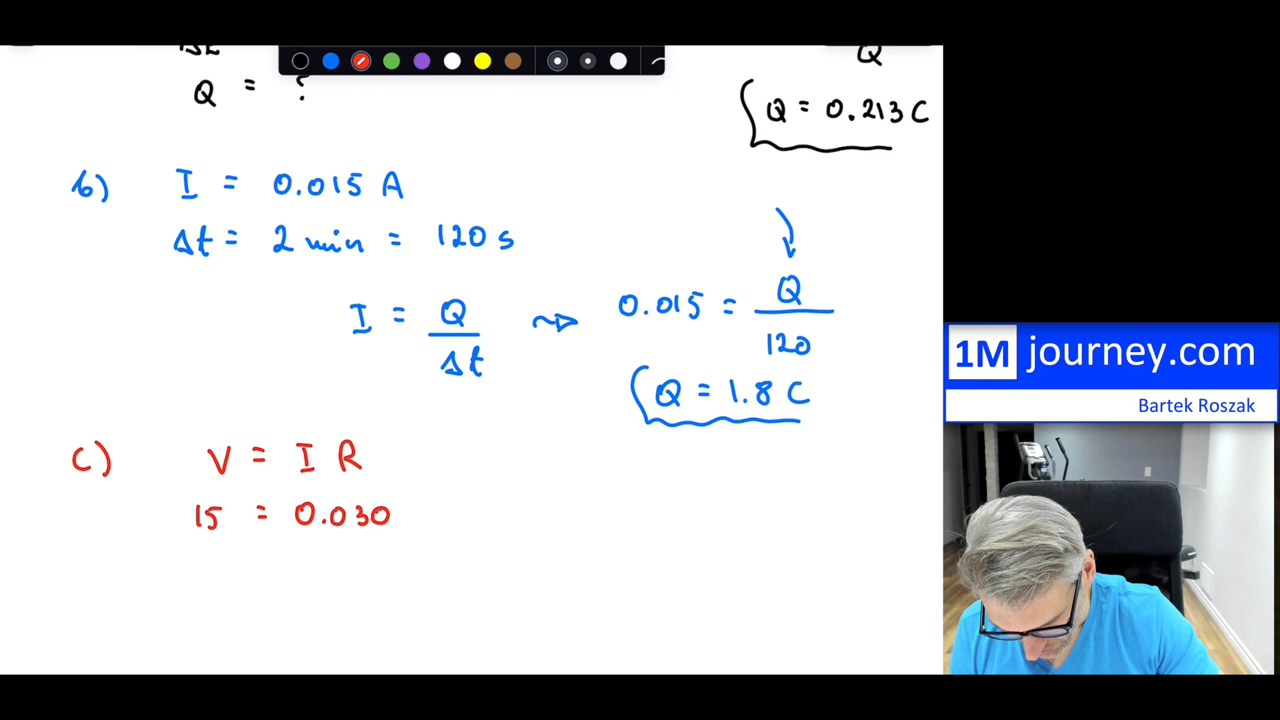 Q = ?
Q
Q = 0.213 C
b) I = 0.015 A
Δt = 2 min = 120 s
I = Q / Δt ⇝ 0.015 = Q / 120
Q = 1.8 C
c) V = I R
15 = 0.030
1M journey.com
Bartek Roszak